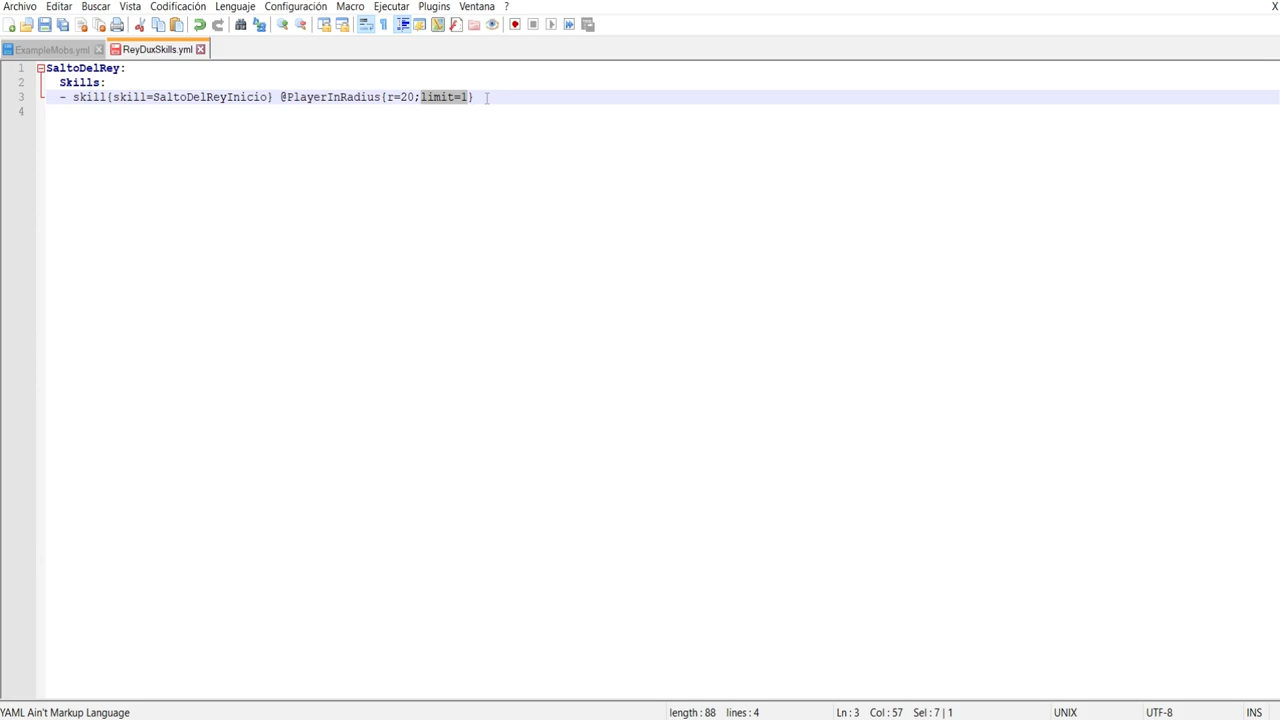 Archivo Editar Buscar Vista Codificación Lenguaje Configuración Macro Ejecutar Plugins Ventana ? X
ExampleMobs.yml ReyDuxSkills.yml
1 SaltoDelRey:
2 Skills:
3 - skill{skill=SaltoDelReyInicio} @PlayerInRadius{r=20;limit=1}
4
YAML Ain't Markup Language length : 88 lines : 4 Ln : 3 Col : 57 Sel : 7 | 1 UNIX UTF-8 INS